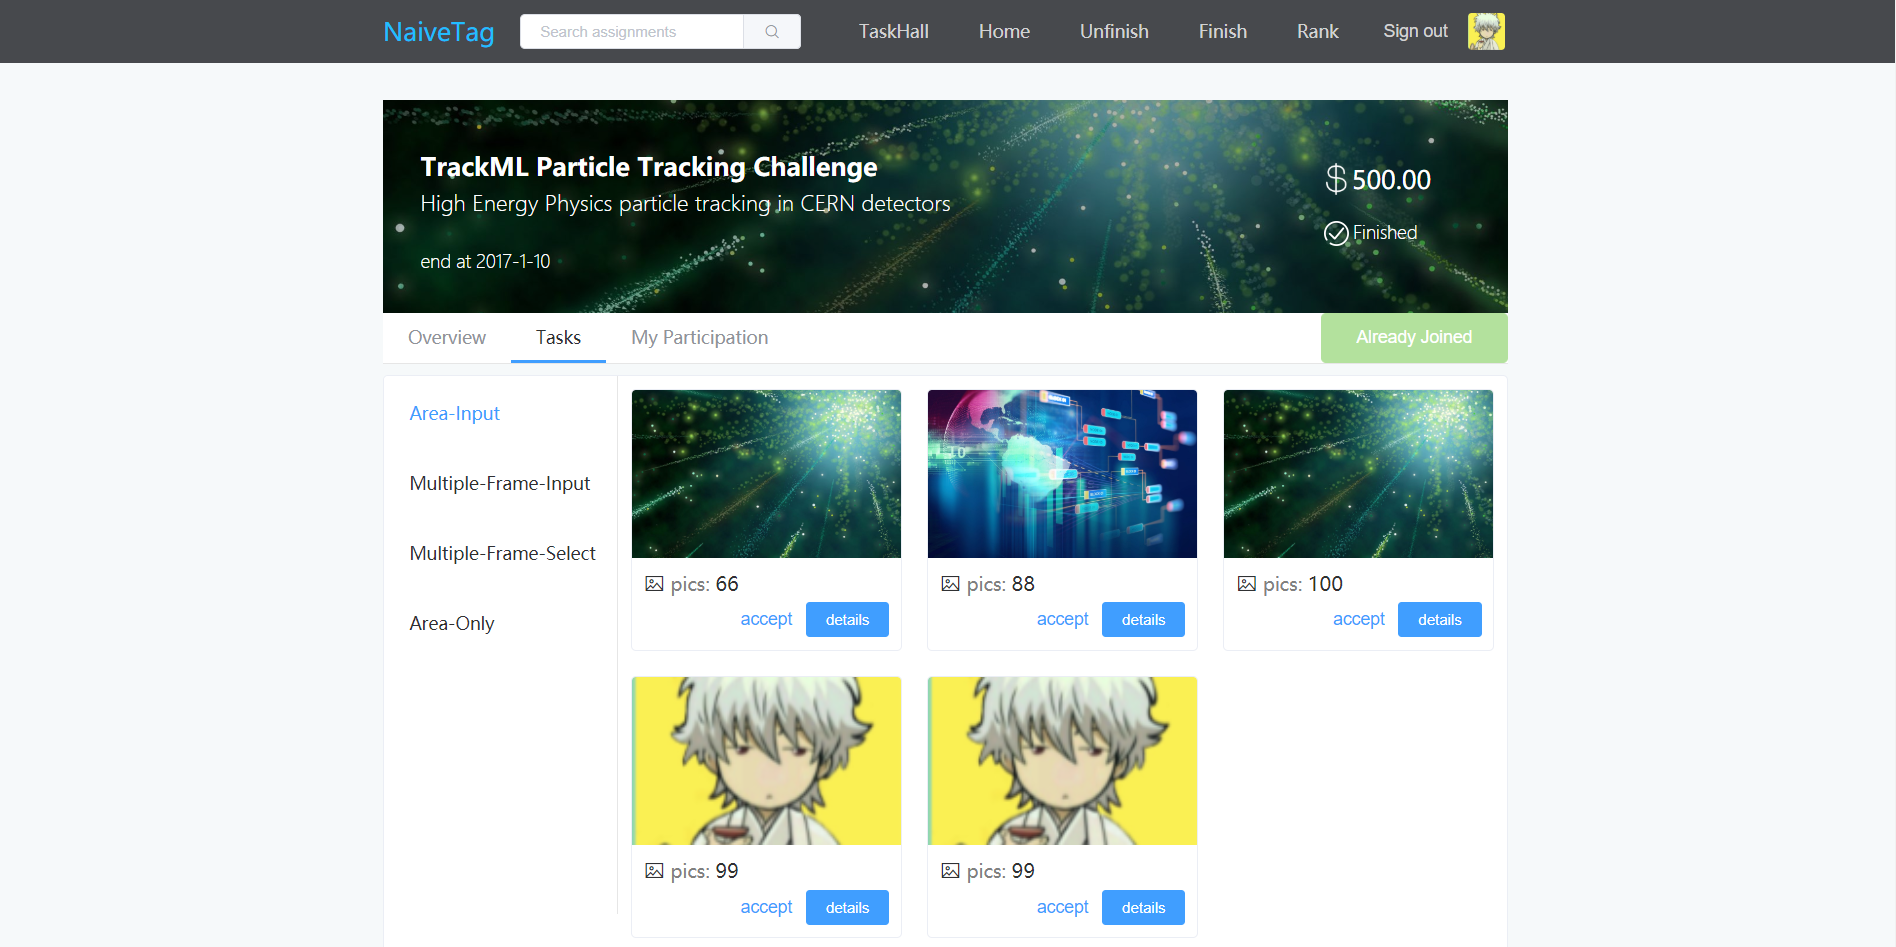 NaiveTag Search assignments TaskHall Home Unfinish Finish Rank Sign out
TrackML Particle Tracking Challenge
High Energy Physics particle tracking in CERN detectors
end at 2017-1-10
$ 500.00
Finished
Overview Tasks My Participation Already Joined
Area-Input
Multiple-Frame-Input
Multiple-Frame-Select
Area-Only
pics: 66
accept details
pics: 88
accept details
pics: 100
accept details
pics: 99
accept details
pics: 99
accept details